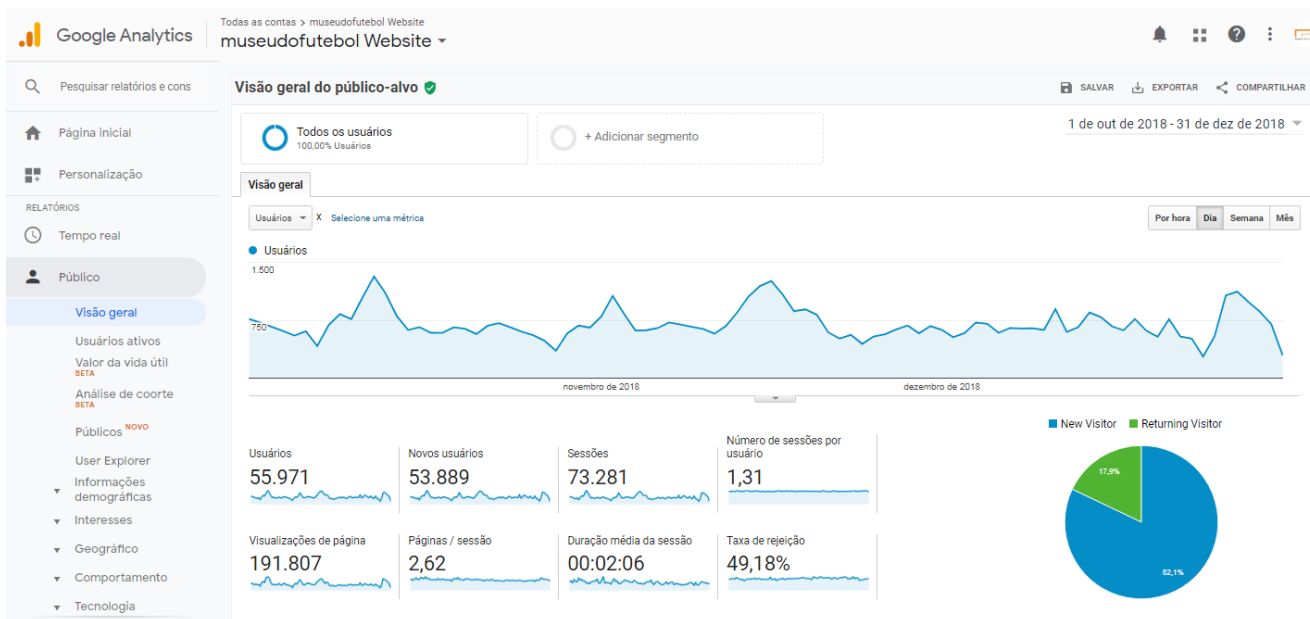 Google Analytics
Todas as contas > museudofutebol Website
museudofutebol Website
Pesquisar relatórios e cons
Página inicial
Personalização
RELATÓRIOS
Tempo real
Público
Visão geral
Usuários ativos
Valor da vida útil
BETA
Análise de coorte
BETA
Públicos NOVO
User Explorer
Informações
demográficas
Interesses
Geográfico
Comportamento
Tecnologia
Visão geral do público-alvo
SALVAR EXPORTAR COMPARTILHAR
Todos os usuários
100,00% Usuários
+ Adicionar segmento
1 de out de 2018 - 31 de dez de 2018
Visão geral
Usuários X Selecione uma métrica
Por hora Dia Semana Mês
Usuários
1.500
750
novembro de 2018 dezembro de 2018
Usuários
55.971
Novos usuários
53.889
Sessões
73.281
Número de sessões por
usuário
1,31
Visualizações de página
191.807
Páginas / sessão
2,62
Duração média da sessão
00:02:06
Taxa de rejeição
49,18%
New Visitor Returning Visitor
17,9%
82,1%